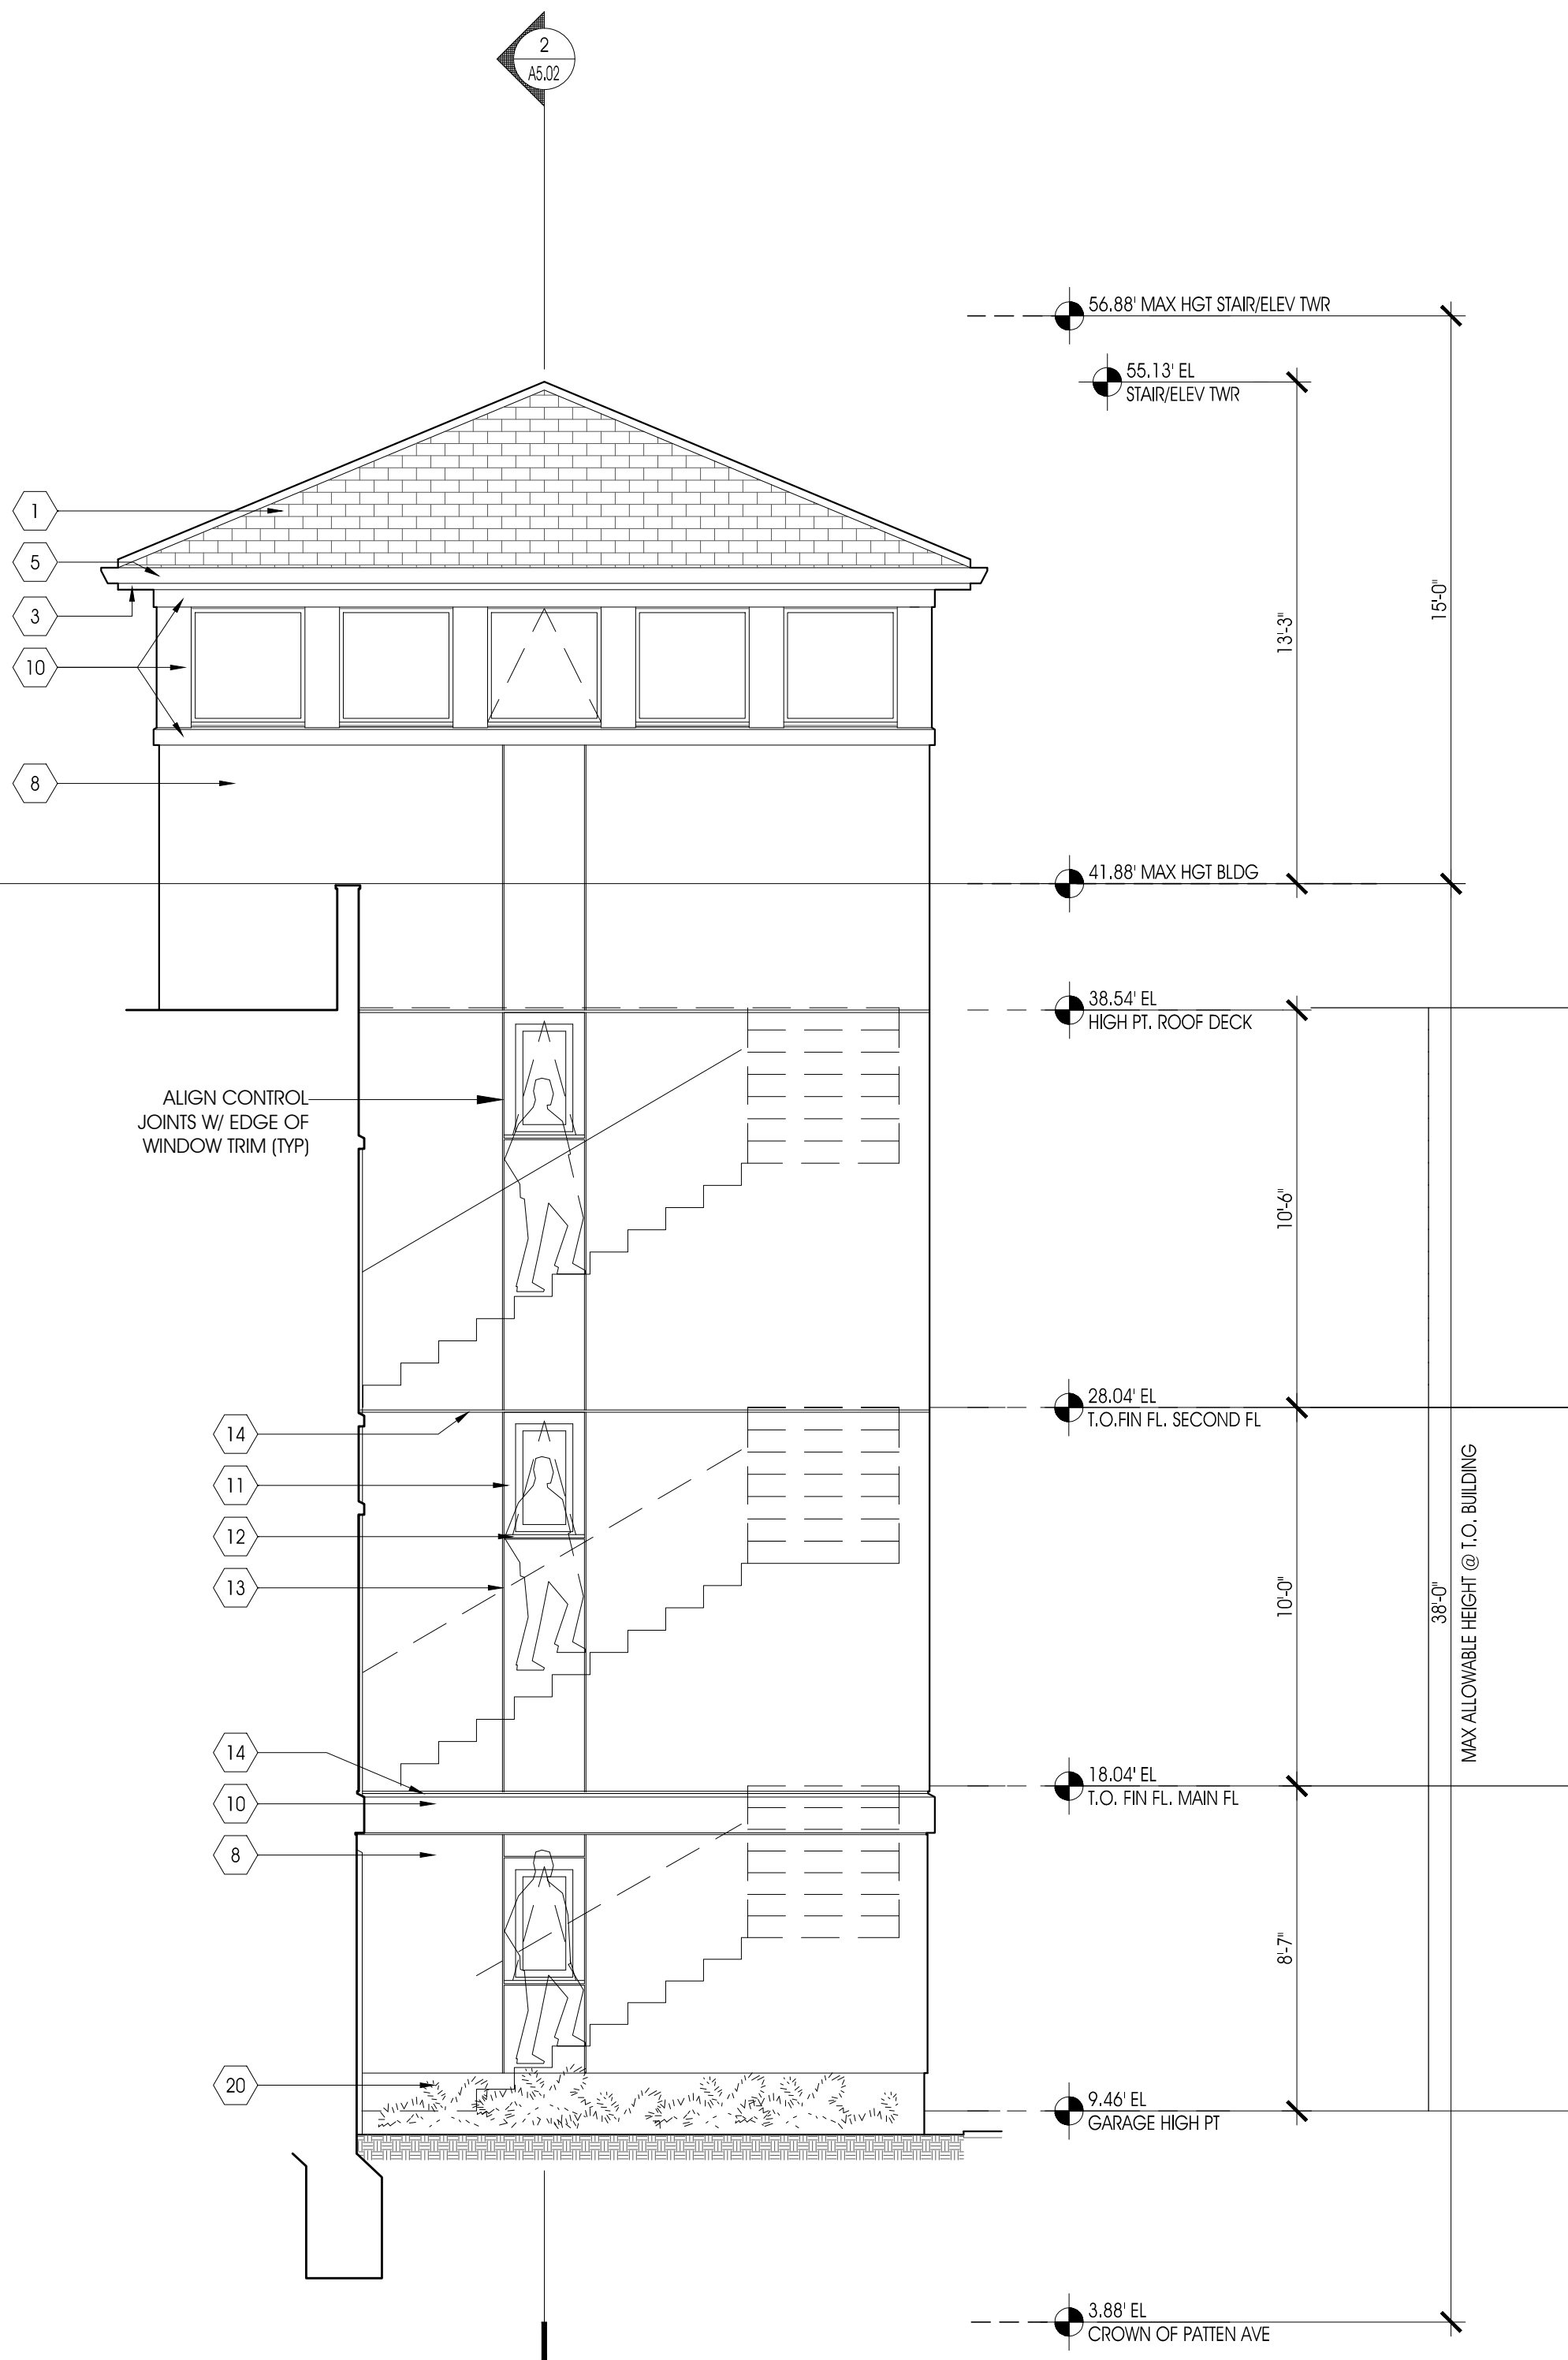 2
A5.02
56.88' MAX HGT STAIR/ELEV TWR
55.13' EL
STAIR/ELEV TWR
1
5
3
10
8
13'-3"
15'-0"
41.88' MAX HGT BLDG
38.54' EL
HIGH PT. ROOF DECK
ALIGN CONTROL
JOINTS W/ EDGE OF
WINDOW TRIM (TYP)
10'-6"
28.04' EL
T.O.FIN FL. SECOND FL
14
11
12
13
10'-0"
38'-0"
MAX ALLOWABLE HEIGHT @ T.O. BUILDING
14
10
8
18.04' EL
T.O. FIN FL. MAIN FL
8'-7"
20
9.46' EL
GARAGE HIGH PT
3.88' EL
CROWN OF PATTEN AVE